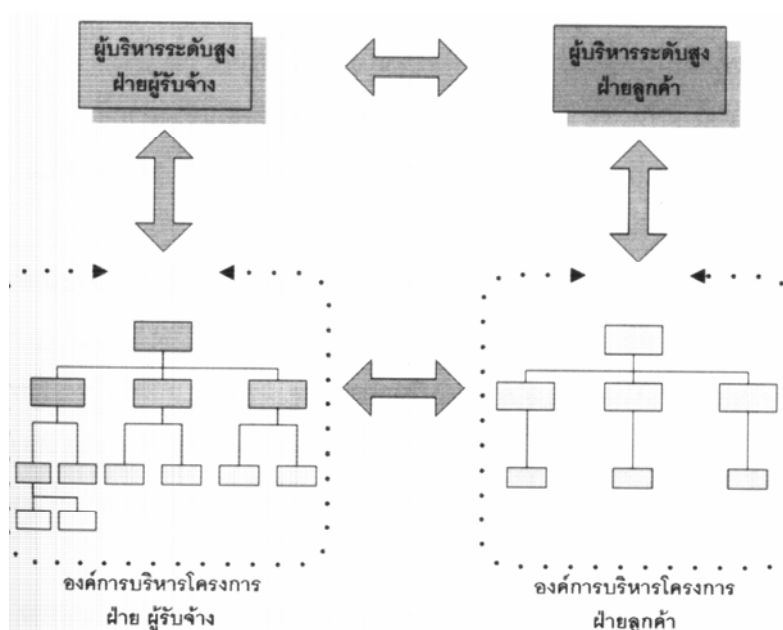 ผู้บริหารระดับสูง
ฝ่ายผู้รับจ้าง
ผู้บริหารระดับสูง
ฝ่ายลูกค้า
องค์การบริหารโครงการ
ฝ่าย ผู้รับจ้าง
องค์การบริหารโครงการ
ฝ่ายลูกค้า